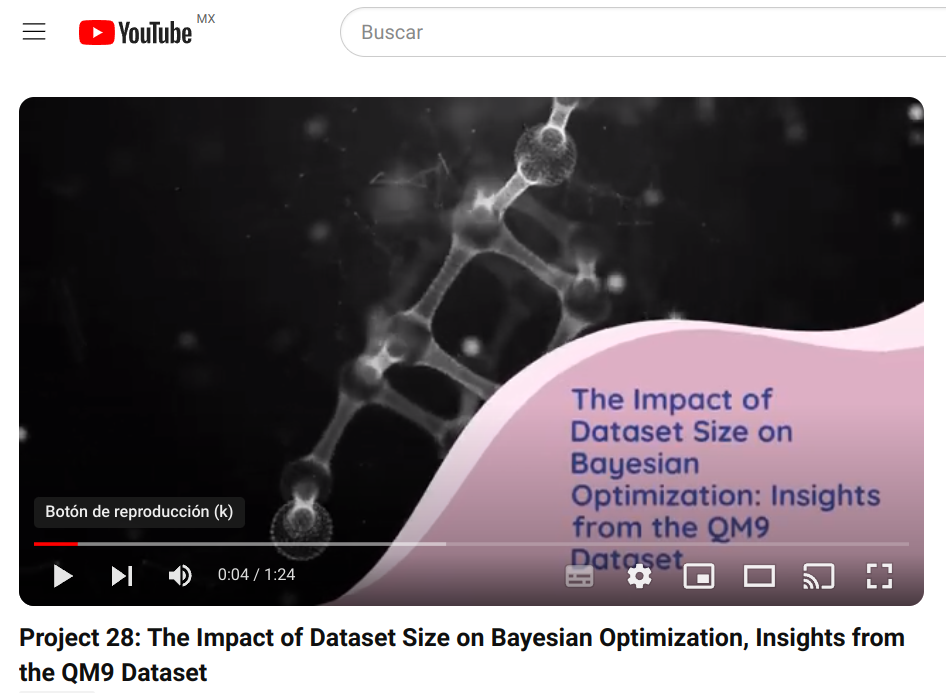 YouTube MX
Buscar
The Impact of
Dataset Size on
Bayesian
Optimization: Insights
from the QM9
Dataset
Botón de reproducción (k)
0:04 / 1:24
Project 28: The Impact of Dataset Size on Bayesian Optimization, Insights from
the QM9 Dataset